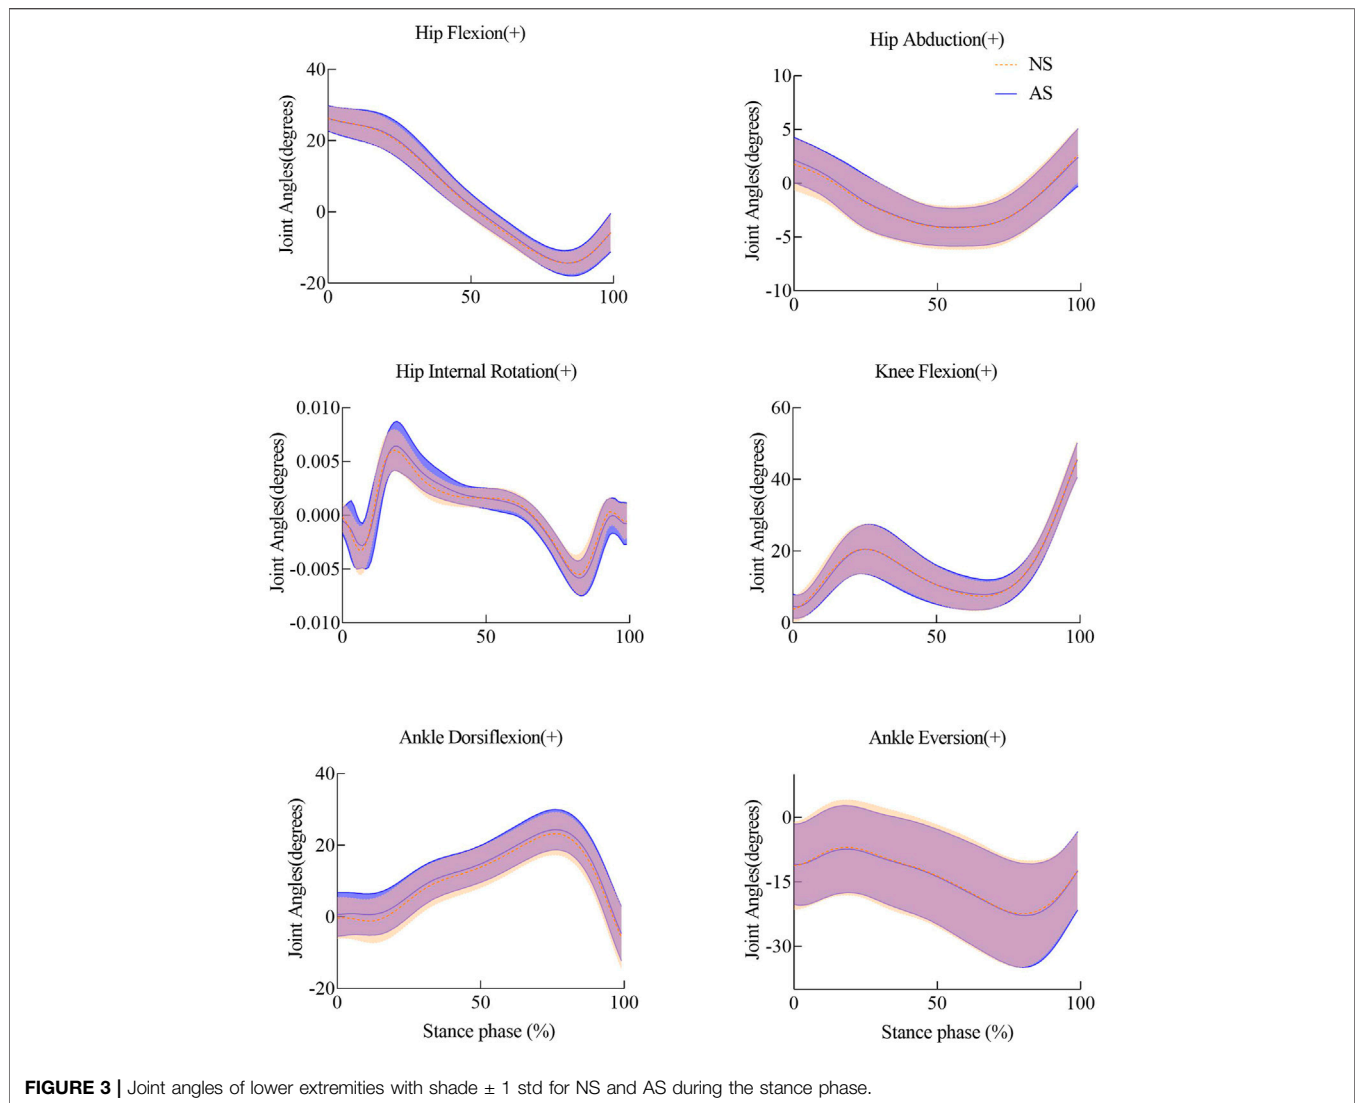 Hip Flexion(+)
Joint Angles(degrees)
40
20
0
-20
0
50
100
Hip Abduction(+)
NS
AS
Joint Angles(degrees)
10
5
0
-5
-10
0
50
100
Hip Internal Rotation(+)
Joint Angles(degrees)
0.010
0.005
0.000
-0.005
-0.010
0
50
100
Knee Flexion(+)
Joint Angles(degrees)
60
40
20
0
0
50
100
Ankle Dorsiflexion(+)
Joint Angles(degrees)
40
20
0
-20
0
50
100
Stance phase (%)
Ankle Eversion(+)
Joint Angles(degrees)
0
-15
-30
0
50
100
Stance phase (%)
FIGURE 3 | Joint angles of lower extremities with shade ± 1 std for NS and AS during the stance phase.